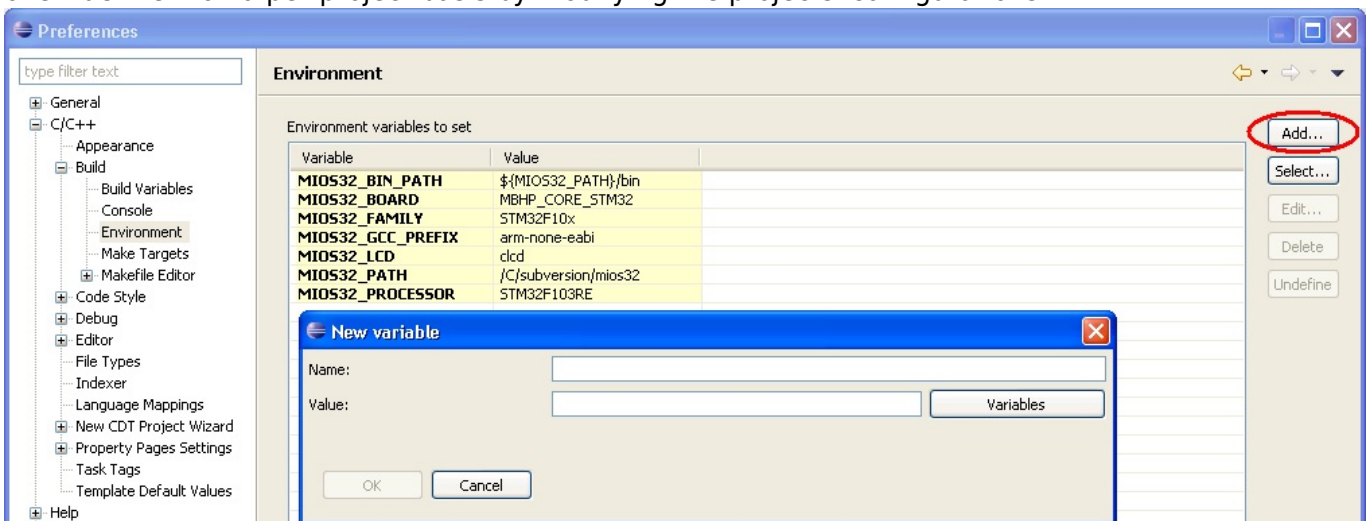 Preferences
type filter text
Environment
General
C/C++
Appearance
Build
Build Variables
Console
Environment
Make Targets
Makefile Editor
Code Style
Debug
Editor
File Types
Indexer
Language Mappings
New CDT Project Wizard
Property Pages Settings
Task Tags
Template Default Values
Help
Environment variables to set
Variable Value
MIOS32_BIN_PATH ${MIOS32_PATH}/bin
MIOS32_BOARD MBHP_CORE_STM32
MIOS32_FAMILY STM32F10x
MIOS32_GCC_PREFIX arm-none-eabi
MIOS32_LCD clcd
MIOS32_PATH /C/subversion/mios32
MIOS32_PROCESSOR STM32F103RE
Add...
Select...
Edit...
Delete
Undefine
New variable
Name:
Value:
Variables
OK Cancel